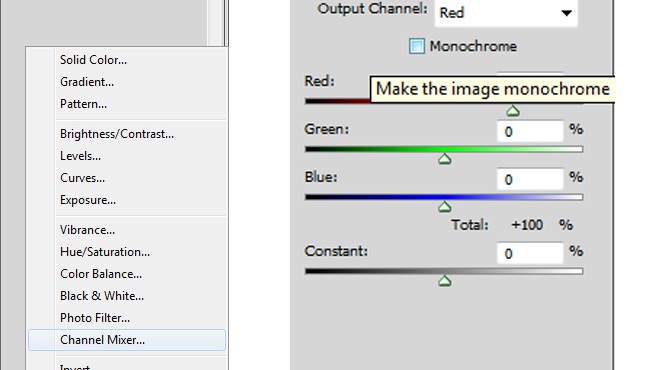 Solid Color...
Gradient...
Pattern...
Brightness/Contrast...
Levels...
Curves...
Exposure...
Vibrance...
Hue/Saturation...
Color Balance...
Black & White...
Photo Filter...
Channel Mixer...
Invert
Output Channel: Red
Monochrome
Red:
Make the image monochrome
Green: 0 %
Blue: 0 %
Total: +100 %
Constant: 0 %